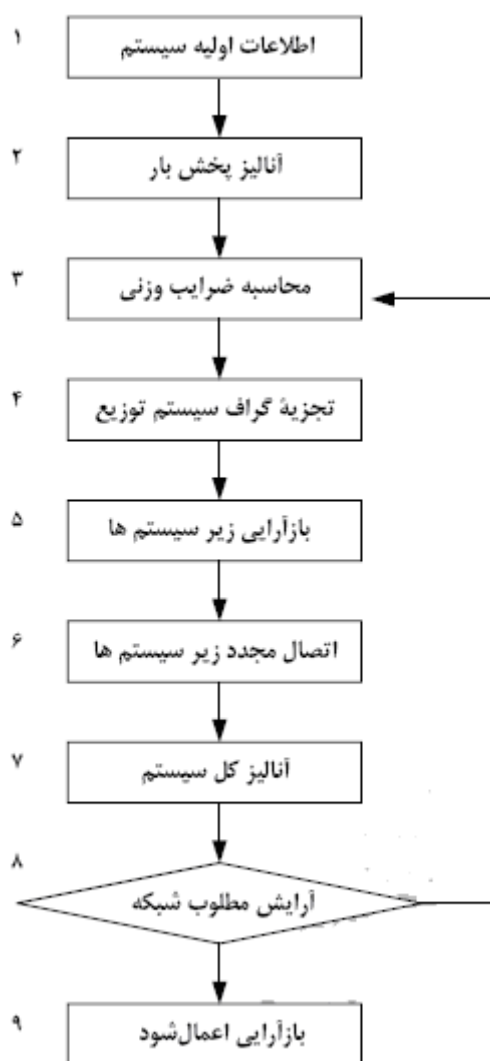 ۱ اطلاعات اولیه سیستم
۲ آنالیز پخش بار
۳ محاسبه ضرایب وزنی
۴ تجزیۀ گراف سیستم توزیع
۵ بازآرایی زیر سیستم ها
۶ اتصال مجدد زیر سیستم ها
۷ آنالیز کل سیستم
۸ آرایش مطلوب شبکه
۹ بازآرایی اعمال‌شود